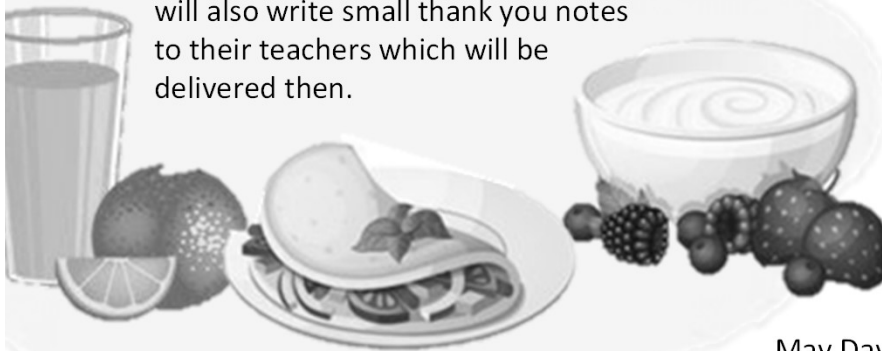 will also write small thank you notes
to their teachers which will be
delivered then.
May Day